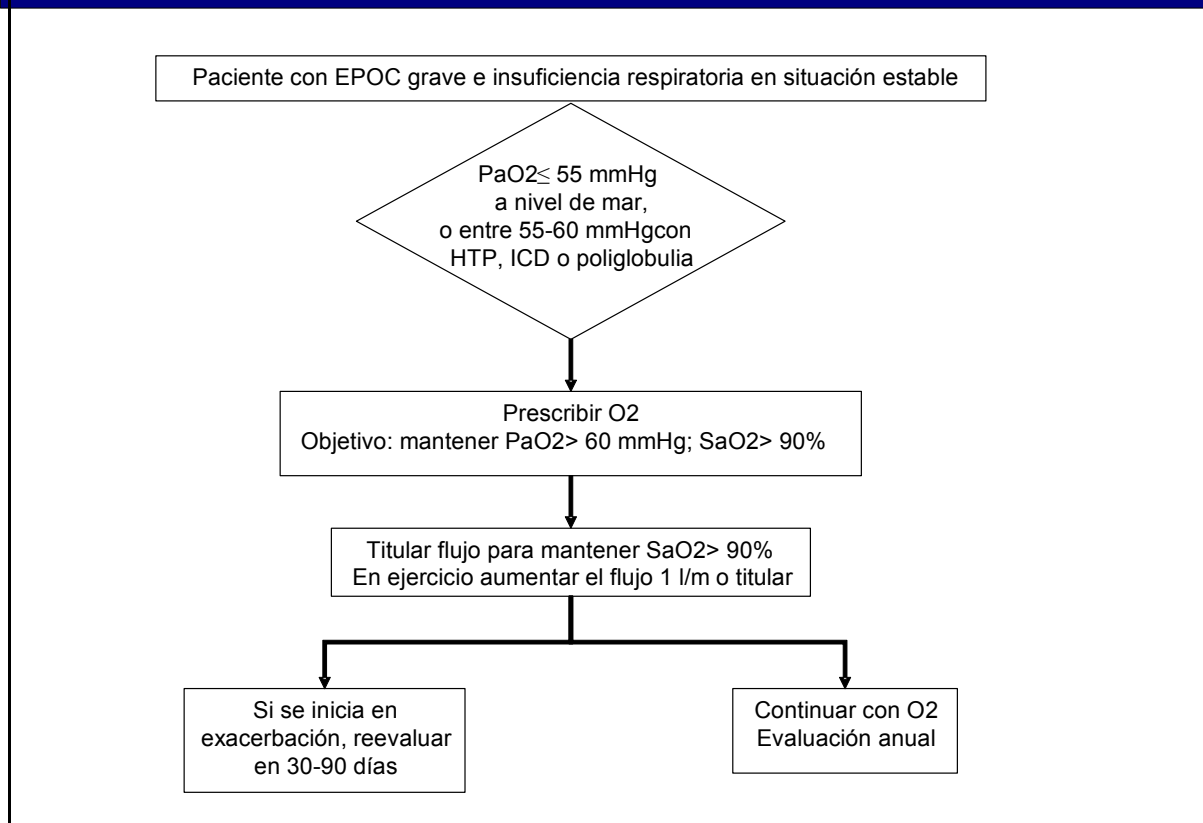 Paciente con EPOC grave e insuficiencia respiratoria en situación estable
PaO2≤ 55 mmHg
a nivel de mar,
o entre 55-60 mmHgcon
HTP, ICD o poliglobulia
Prescribir O2
Objetivo: mantener PaO2> 60 mmHg; SaO2> 90%
Titular flujo para mantener SaO2> 90%
En ejercicio aumentar el flujo 1 l/m o titular
Si se inicia en
exacerbación, reevaluar
en 30-90 días
Continuar con O2
Evaluación anual